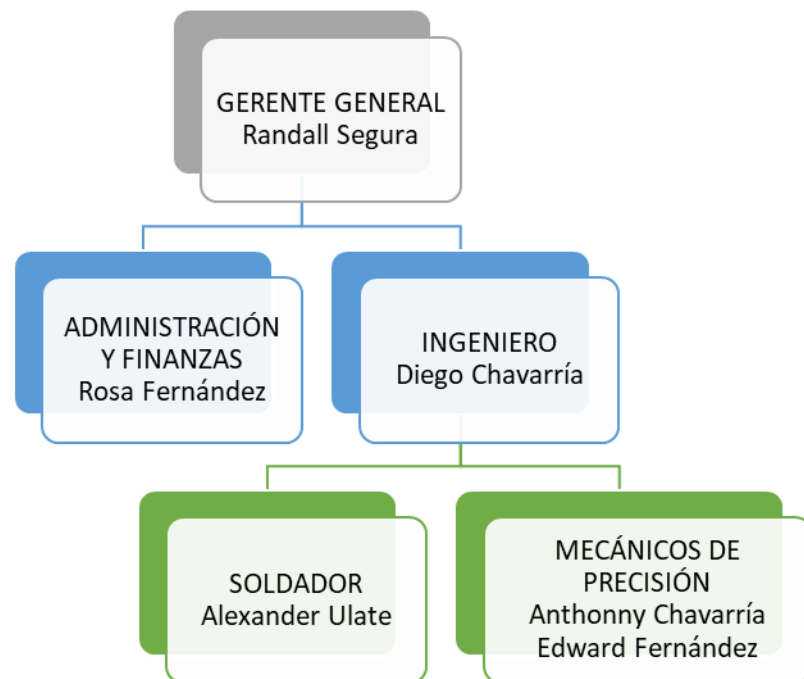 GERENTE GENERAL
Randall Segura
ADMINISTRACIÓN
Y FINANZAS
Rosa Fernández
INGENIERO
Diego Chavarría
SOLDADOR
Alexander Ulate
MECÁNICOS DE
PRECISIÓN
Anthonny Chavarría
Edward Fernández